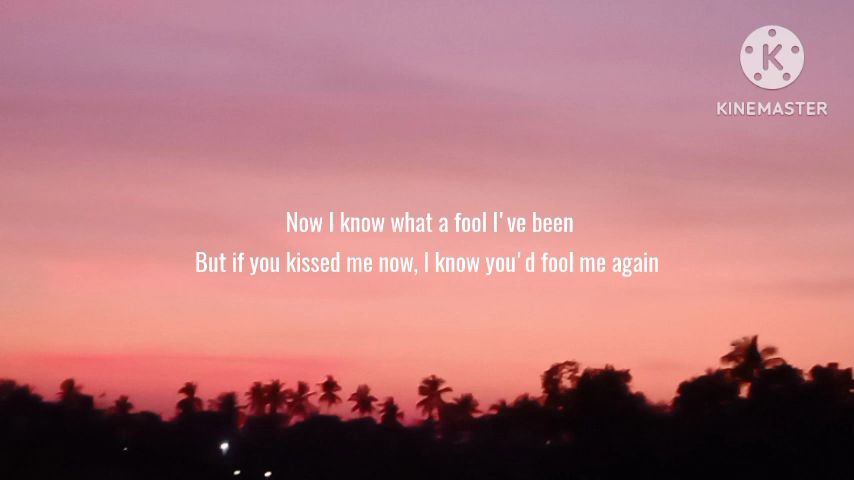 KINEMASTER
Now I know what a fool I've been
But if you kissed me now, I know you'd fool me again